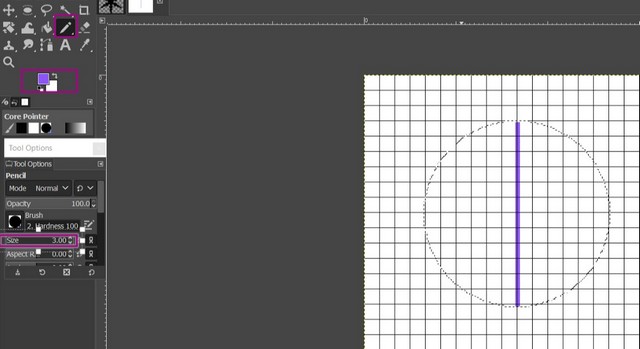 0
0
Core Pointer
Tool Options
Tool Options
Pencil
Mode Normal
Opacity 100.0
Brush
2. Hardness 100
Size 3.00
Aspect R 0.00